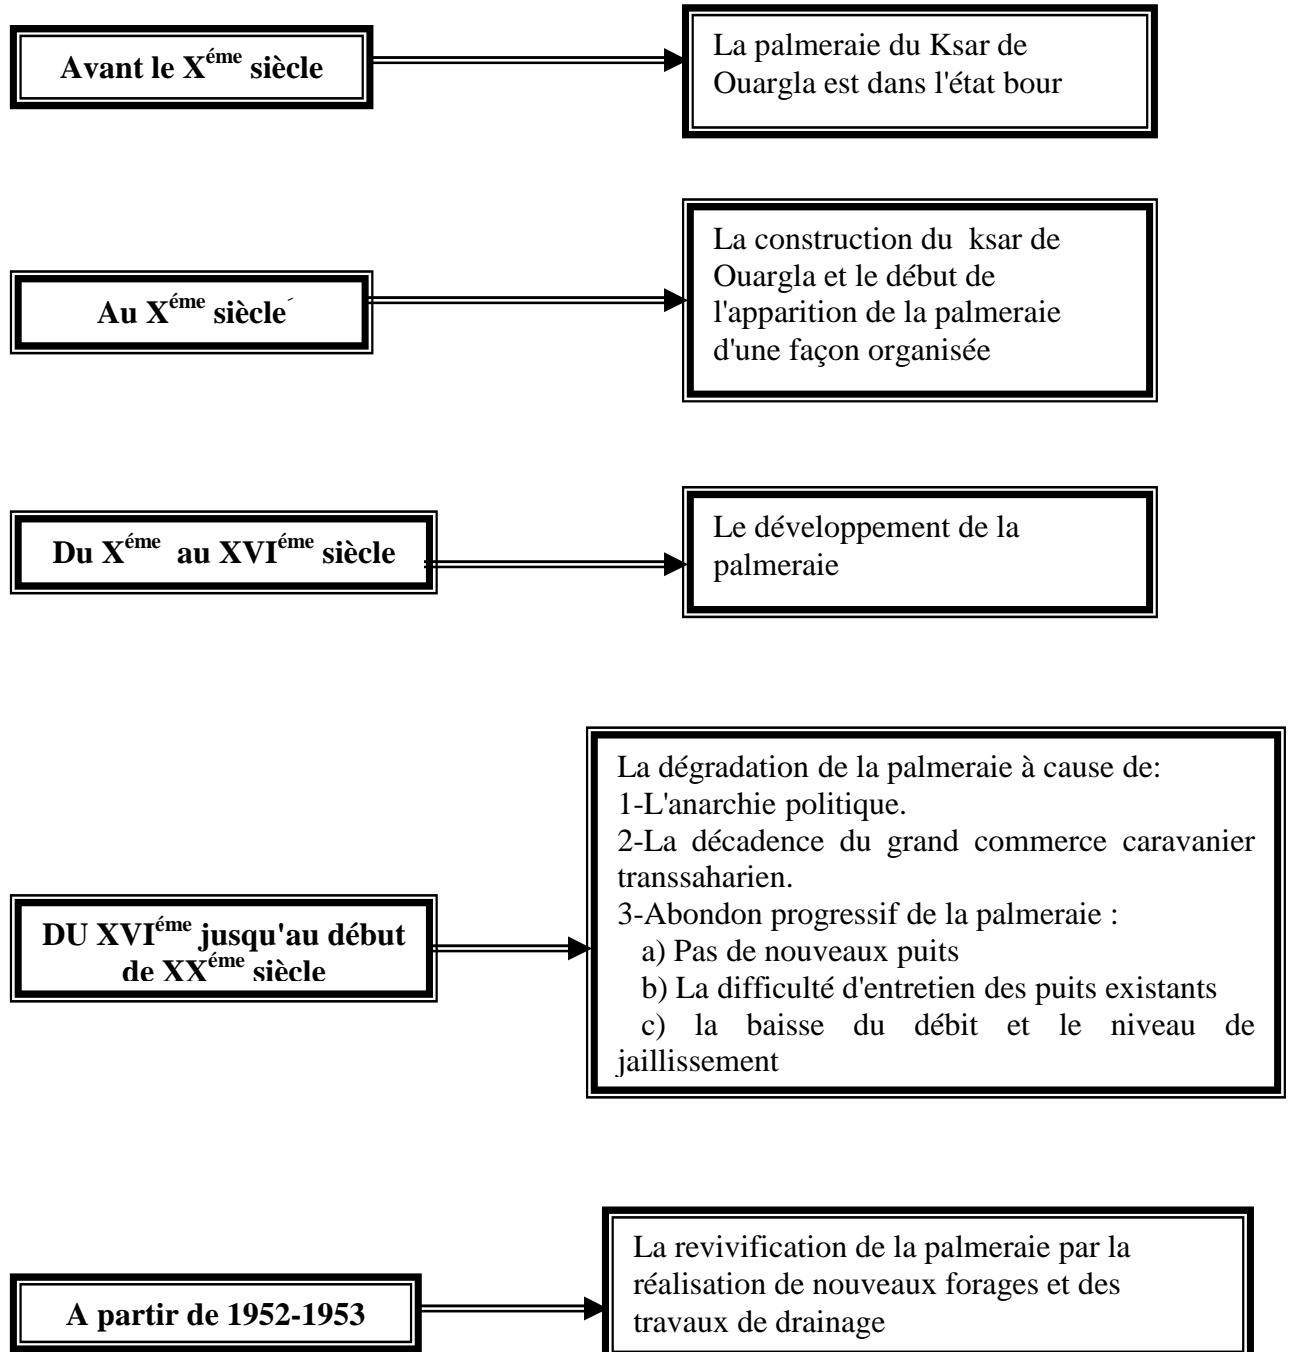 Avant le Xéme siècle
La palmeraie du Ksar de
Ouargla est dans l'état bour
Au Xéme siècle´
La construction du ksar de
Ouargla et le début de
l'apparition de la palmeraie
d'une façon organisée
Du Xéme au XVIéme siècle
Le développement de la
palmeraie
DU XVIéme jusqu'au début
de XXéme siècle
La dégradation de la palmeraie à cause de:
1-L'anarchie politique.
2-La décadence du grand commerce caravanier
transsaharien.
3-Abondon progressif de la palmeraie :
a) Pas de nouveaux puits
b) La difficulté d'entretien des puits existants
c) la baisse du débit et le niveau de
jaillissement
A partir de 1952-1953
La revivification de la palmeraie par la
réalisation de nouveaux forages et des
travaux de drainage